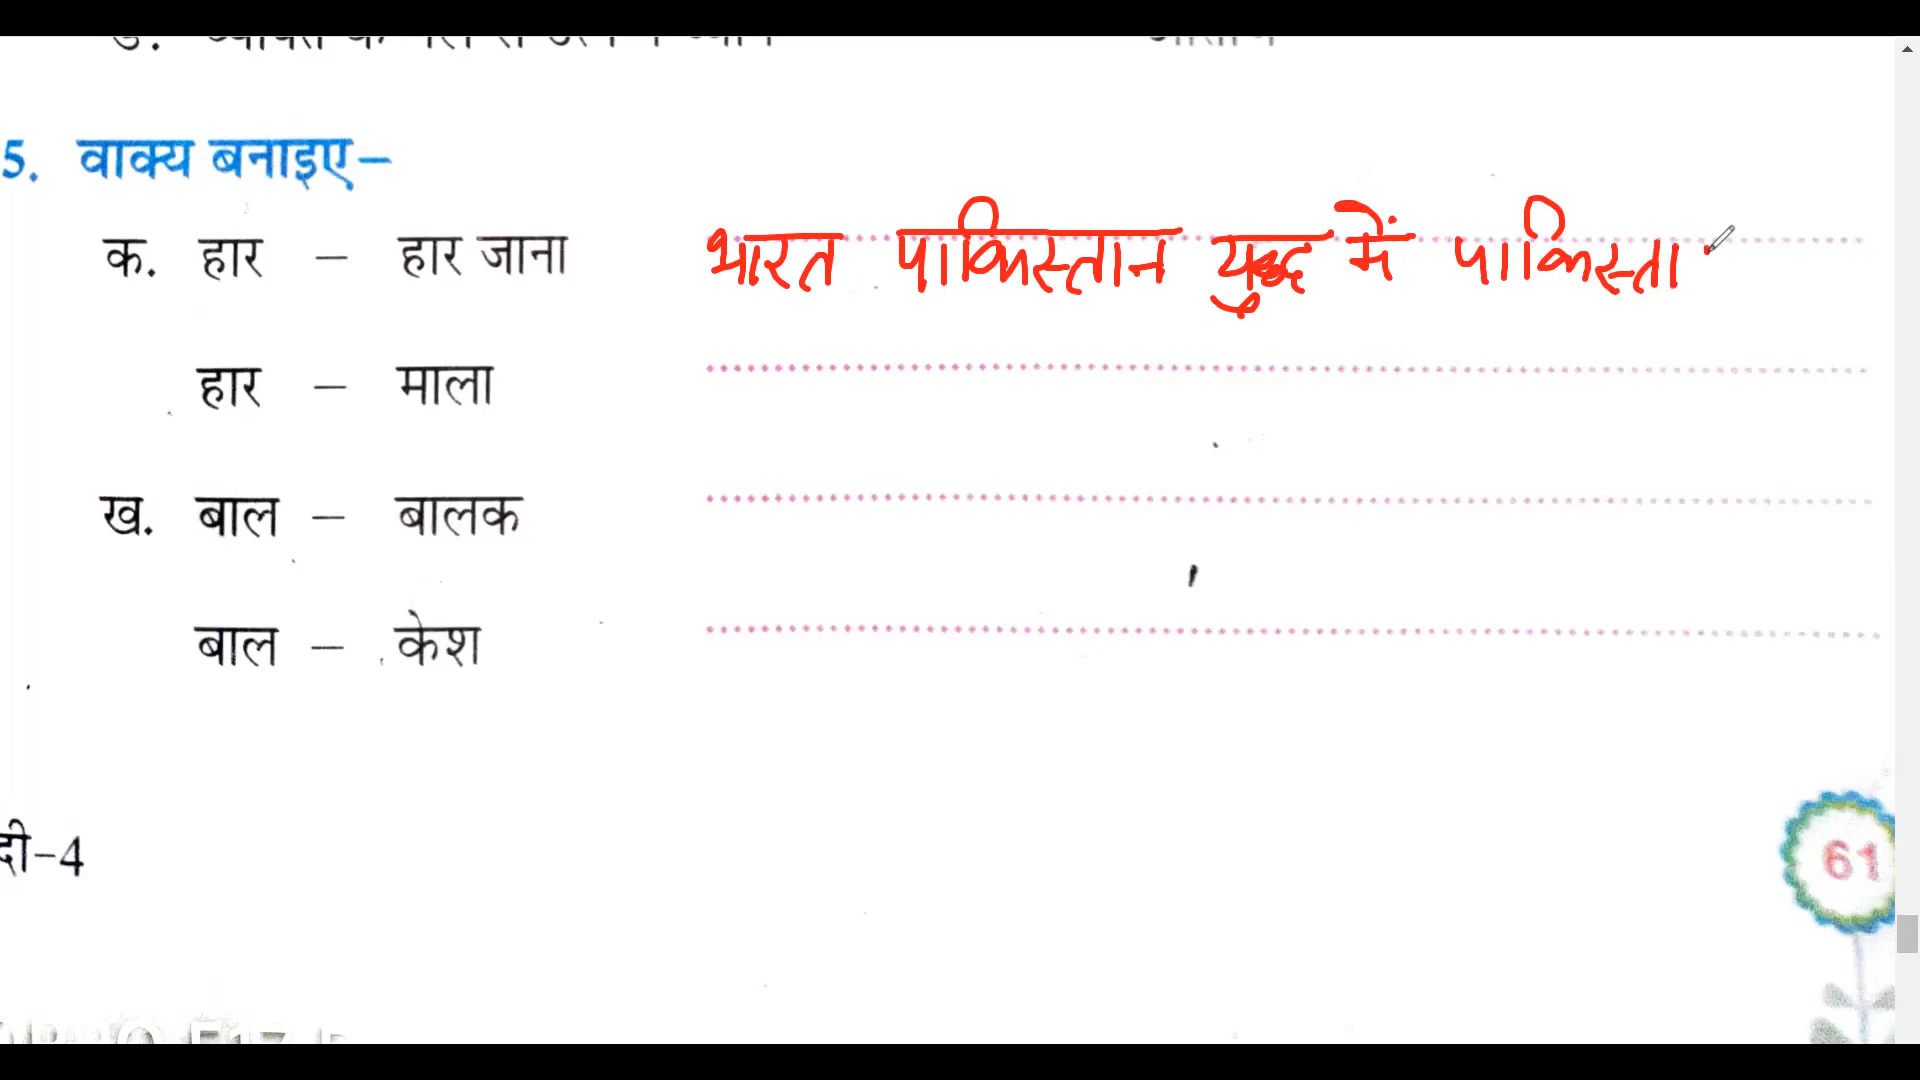 5. वाक्य बनाइए–
क. हार – हार जाना भारत पाकिस्तान युद्ध में पाकिस्ता
हार – माला
ख. बाल – बालक
बाल – केश
दी-4
61